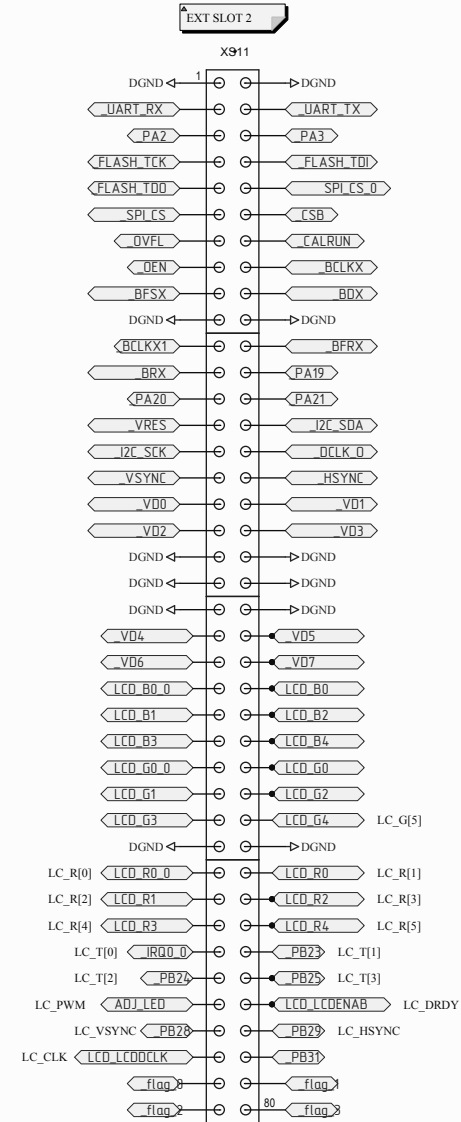 EXT SLOT 2
XS11
DGND 1 DGND
_UART_RX _UART_TX
_PA2 _PA3
_FLASH_TCK _FLASH_TDI
_FLASH_TDO SPI_CS_0
_SPI_CS _CSB
_OVFL _CALRUN
_OEN _BCLKX
_BFSX _BDX
DGND DGND
_BCLKX1 _BFRX
_BRX _PA19
_PA20 _PA21
_VRES _I2C_SDA
_I2C_SCK _DCLK_O
_VSYNC _HSYNC
_VD0 _VD1
_VD2 _VD3
DGND DGND
DGND DGND
DGND DGND
_VD4 _VD5
_VD6 _VD7
LCD_B0_0 LCD_B0
LCD_B1 LCD_B2
LCD_B3 LCD_B4
LCD_G0_0 LCD_G0
LCD_G1 LCD_G2
LCD_G3 LCD_G4 LC_G[5]
DGND DGND
LC_R[0] LCD_R0_0 LCD_R0 LC_R[1]
LC_R[2] LCD_R1 LCD_R2 LC_R[3]
LC_R[4] LCD_R3 LCD_R4 LC_R[5]
LC_T[0] _IRQ0_0 _PB23 LC_T[1]
LC_T[2] _PB24 _PB25 LC_T[3]
LC_PWM ADJ_LED LCD_LCDENAB LC_DRDY
LC_VSYNC _PB28 _PB29 LC_HSYNC
LC_CLK LCD_LCDDCLK _PB31
_flag_0 _flag_1
_flag_2 80 _flag_3